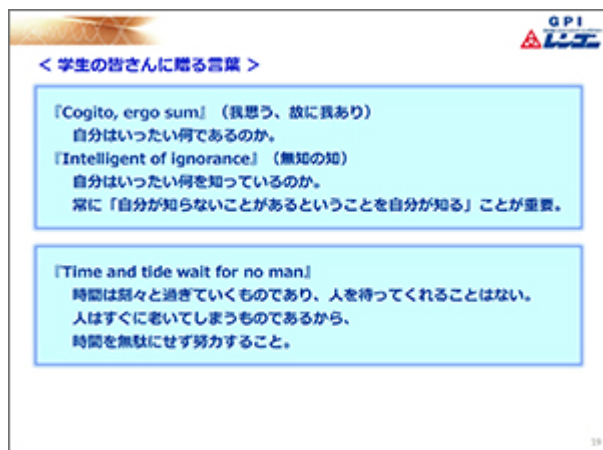 GPI
レンゴー
< 学生の皆さんに贈る言葉 >
『Cogito, ergo sum』（我思う、故に我あり）
自分はいったい何であるのか。
『Intelligent of ignorance』（無知の知）
自分はいったい何を知っているのか。
常に「自分が知らないことがあるということを自分が知る」ことが重要。
『Time and tide wait for no man』
時間は刻々と過ぎていくものであり、人を待ってくれることはない。
人はすぐに老いてしまうものであるから、
時間を無駄にせず努力すること。
19